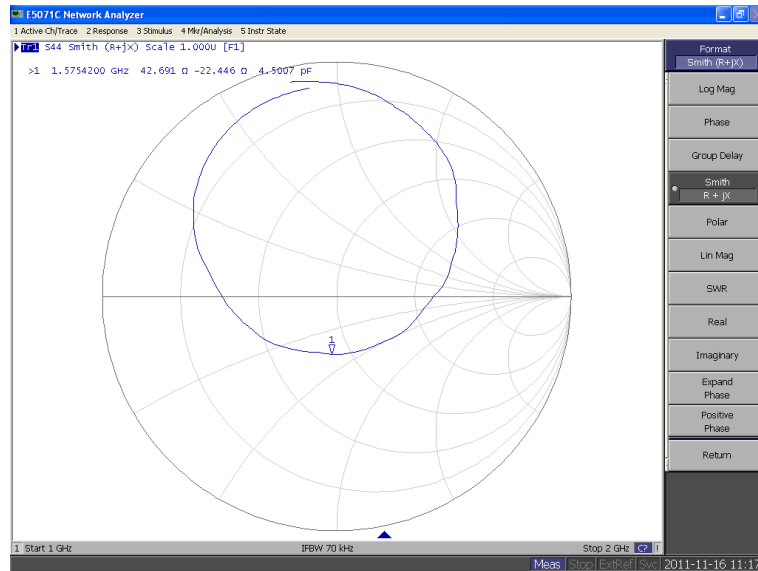 E5071C Network Analyzer
1 Active Ch/Trace 2 Response 3 Stimulus 4 Mkr/Analysis 5 Instr State
Tr1 S44 Smith (R+jX) Scale 1.000U [F1]
>1 1.5754200 GHz 42.691 Ω -22.446 Ω 4.5007 pF
1
Format
Smith (R+jX)
Log Mag
Phase
Group Delay
Smith
R + jX
Polar
Lin Mag
SWR
Real
Imaginary
Expand
Phase
Positive
Phase
Return
1 Start 1 GHz IFBW 70 kHz Stop 2 GHz C? !
Meas Stop ExtRef Svc 2011-11-16 11:17